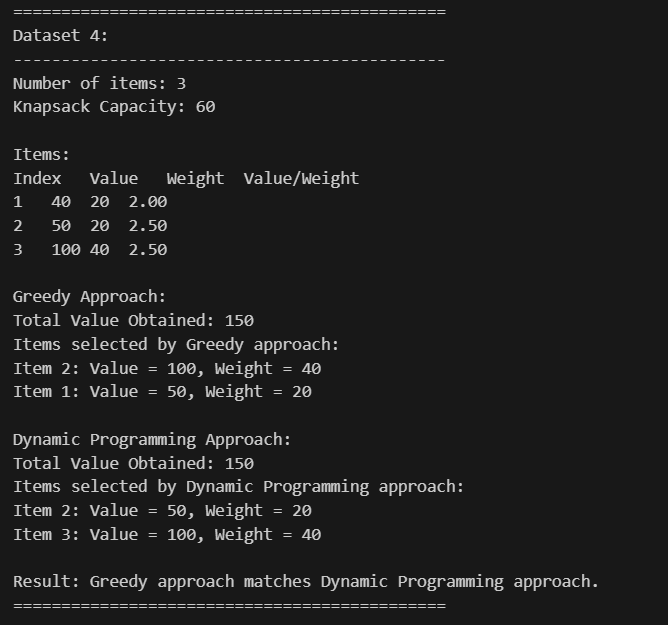 =============================================
Dataset 4:
---------------------------------------------
Number of items: 3
Knapsack Capacity: 60
Items:
Index   Value   Weight  Value/Weight
1   40  20  2.00
2   50  20  2.50
3   100 40  2.50
Greedy Approach:
Total Value Obtained: 150
Items selected by Greedy approach:
Item 2: Value = 100, Weight = 40
Item 1: Value = 50, Weight = 20
Dynamic Programming Approach:
Total Value Obtained: 150
Items selected by Dynamic Programming approach:
Item 2: Value = 50, Weight = 20
Item 3: Value = 100, Weight = 40
Result: Greedy approach matches Dynamic Programming approach.
=============================================